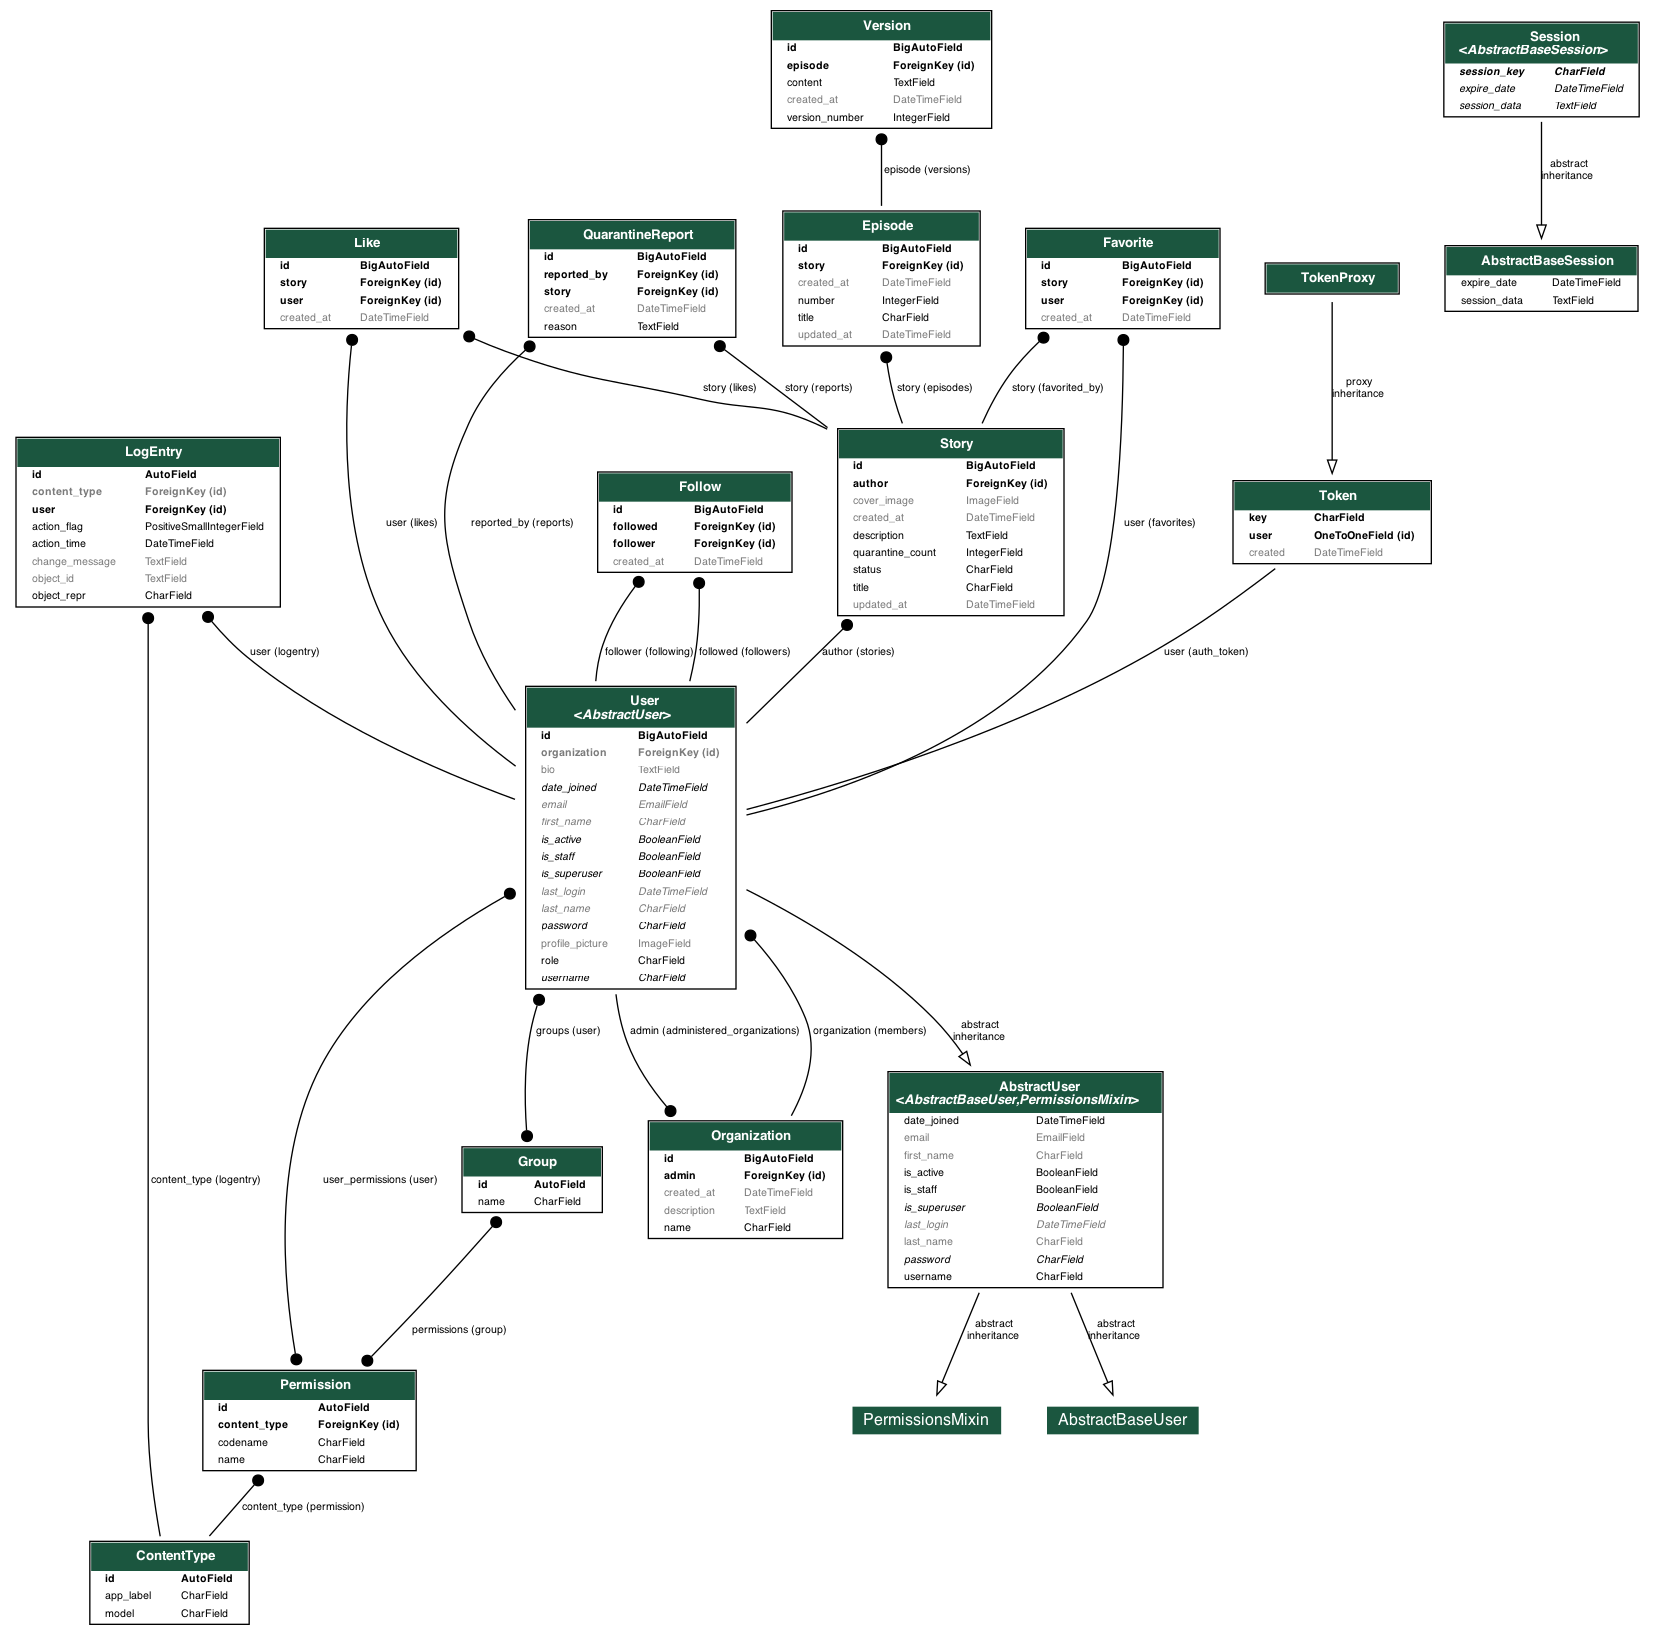 Version
id BigAutoField
episode ForeignKey (id)
content TextField
created_at DateTimeField
version_number IntegerField
Session
<AbstractBaseSession>
session_key CharField
expire_date DateTimeField
session_data TextField
episode (versions)
abstract
inheritance
Like
id BigAutoField
story ForeignKey (id)
user ForeignKey (id)
created_at DateTimeField
QuarantineReport
id BigAutoField
reported_by ForeignKey (id)
story ForeignKey (id)
created_at DateTimeField
reason TextField
Episode
id BigAutoField
story ForeignKey (id)
created_at DateTimeField
number IntegerField
title CharField
updated_at DateTimeField
Favorite
id BigAutoField
story ForeignKey (id)
user ForeignKey (id)
created_at DateTimeField
TokenProxy
AbstractBaseSession
expire_date DateTimeField
session_data TextField
story (likes)
story (reports)
story (episodes)
story (favorited_by)
proxy
inheritance
LogEntry
id AutoField
content_type ForeignKey (id)
user ForeignKey (id)
action_flag PositiveSmallIntegerField
action_time DateTimeField
change_message TextField
object_id TextField
object_repr CharField
user (likes)
reported_by (reports)
Follow
id BigAutoField
followed ForeignKey (id)
follower ForeignKey (id)
created_at DateTimeField
Story
id BigAutoField
author ForeignKey (id)
cover_image ImageField
created_at DateTimeField
description TextField
quarantine_count IntegerField
status CharField
title CharField
updated_at DateTimeField
user (favorites)
Token
key CharField
user OneToOneField (id)
created DateTimeField
user (logentry)
follower (following)
followed (followers)
author (stories)
user (auth_token)
User
<AbstractUser>
id BigAutoField
organization ForeignKey (id)
bio TextField
date_joined DateTimeField
email EmailField
first_name CharField
is_active BooleanField
is_staff BooleanField
is_superuser BooleanField
last_login DateTimeField
last_name CharField
password CharField
profile_picture ImageField
role CharField
username CharField
groups (user)
admin (administered_organizations)
organization (members)
abstract
inheritance
content_type (logentry)
user_permissions (user)
Group
id AutoField
name CharField
Organization
id BigAutoField
admin ForeignKey (id)
created_at DateTimeField
description TextField
name CharField
AbstractUser
<AbstractBaseUser,PermissionsMixin>
date_joined DateTimeField
email EmailField
first_name CharField
is_active BooleanField
is_staff BooleanField
is_superuser BooleanField
last_login DateTimeField
last_name CharField
password CharField
username CharField
permissions (group)
abstract
inheritance
abstract
inheritance
Permission
id AutoField
content_type ForeignKey (id)
codename CharField
name CharField
PermissionsMixin
AbstractBaseUser
content_type (permission)
ContentType
id AutoField
app_label CharField
model CharField